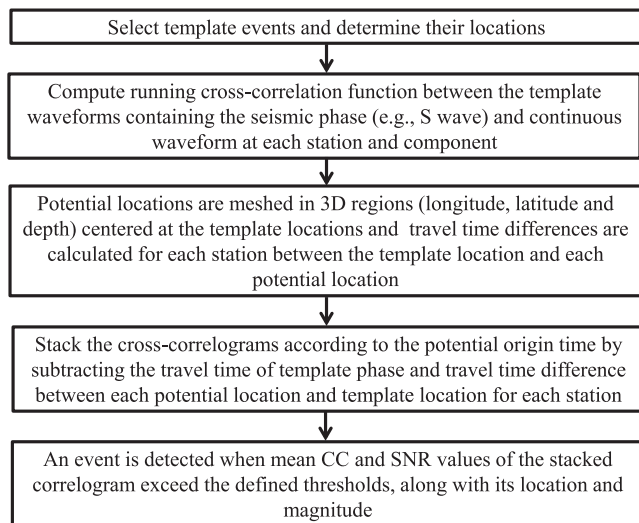 Select template events and determine their locations
Compute running cross-correlation function between the template
waveforms containing the seismic phase (e.g., S wave) and continuous
waveform at each station and component
Potential locations are meshed in 3D regions (longitude, latitude and
depth) centered at the template locations and travel time differences are
calculated for each station between the template location and each
potential location
Stack the cross-correlograms according to the potential origin time by
subtracting the travel time of template phase and travel time difference
between each potential location and template location for each station
An event is detected when mean CC and SNR values of the stacked
correlogram exceed the defined thresholds, along with its location and
magnitude